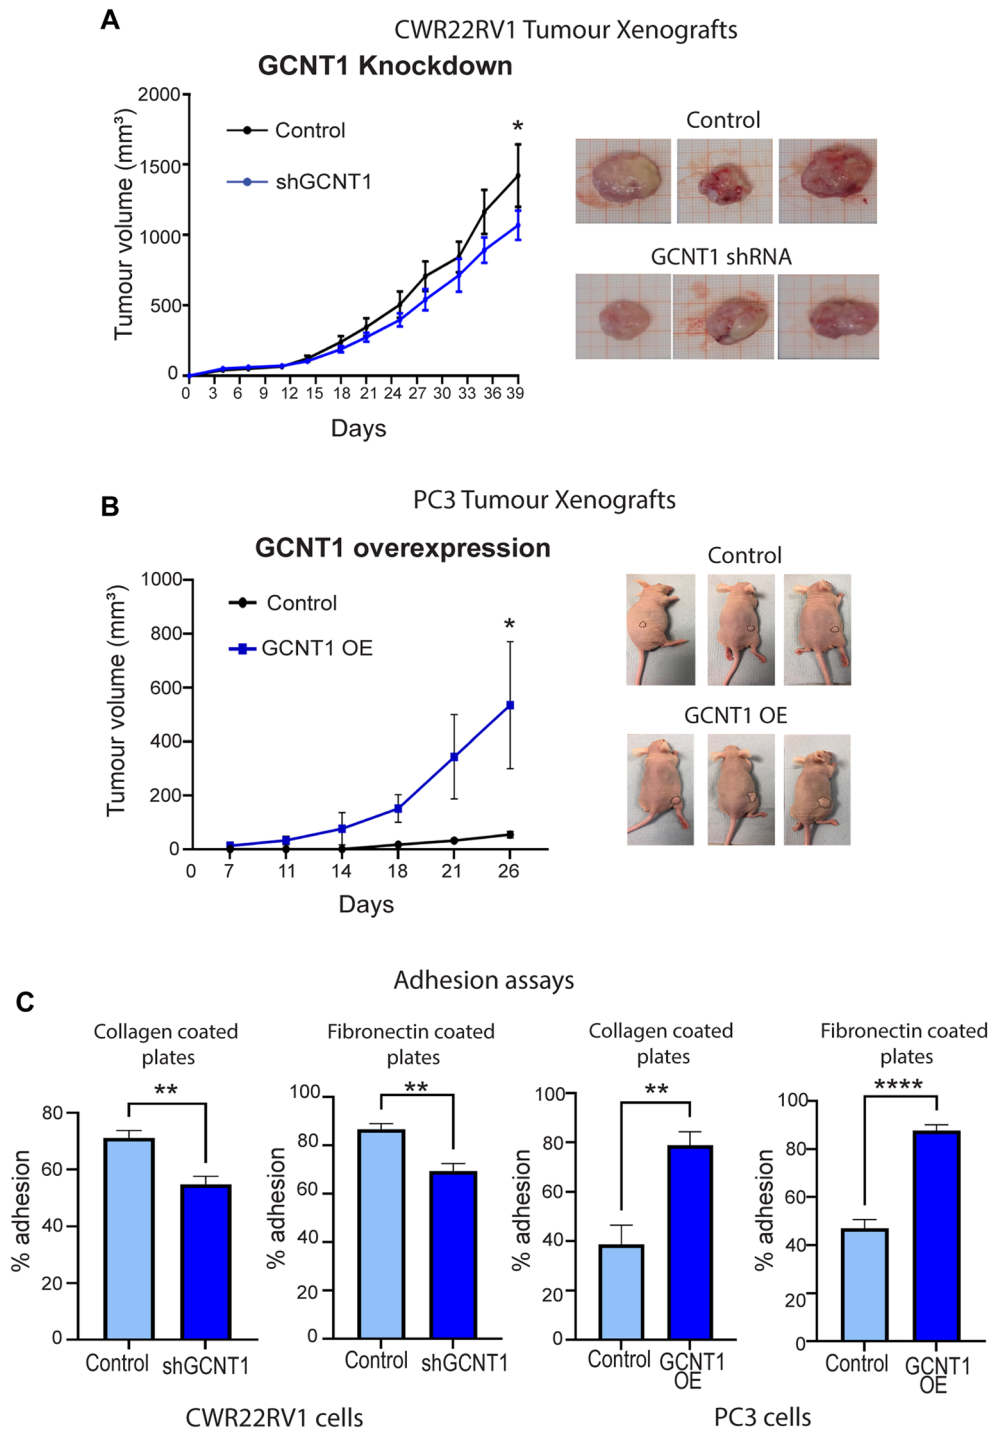 A
CWR22RV1 Tumour Xenografts
GCNT1 Knockdown
Tumour volume (mm³)
2000
1500
1000
500
0
Control
shGCNT1
*
0 3 6 9 12 15 18 21 24 27 30 33 36 39
Days
Control
GCNT1 shRNA
B
PC3 Tumour Xenografts
GCNT1 overexpression
Tumour volume (mm³)
1000
800
600
400
200
0
Control
GCNT1 OE
*
0 7 11 14 18 21 26
Days
Control
GCNT1 OE
C
Adhesion assays
Collagen coated
plates
**
% adhesion
80
60
40
20
0
Control shGCNT1
Fibronectin coated
plates
**
% adhesion
100
80
60
40
20
0
Control shGCNT1
CWR22RV1 cells
Collagen coated
plates
**
% adhesion
100
80
60
40
20
0
Control GCNT1
OE
Fibronectin coated
plates
****
% adhesion
100
80
60
40
20
0
Control GCNT1
OE
PC3 cells